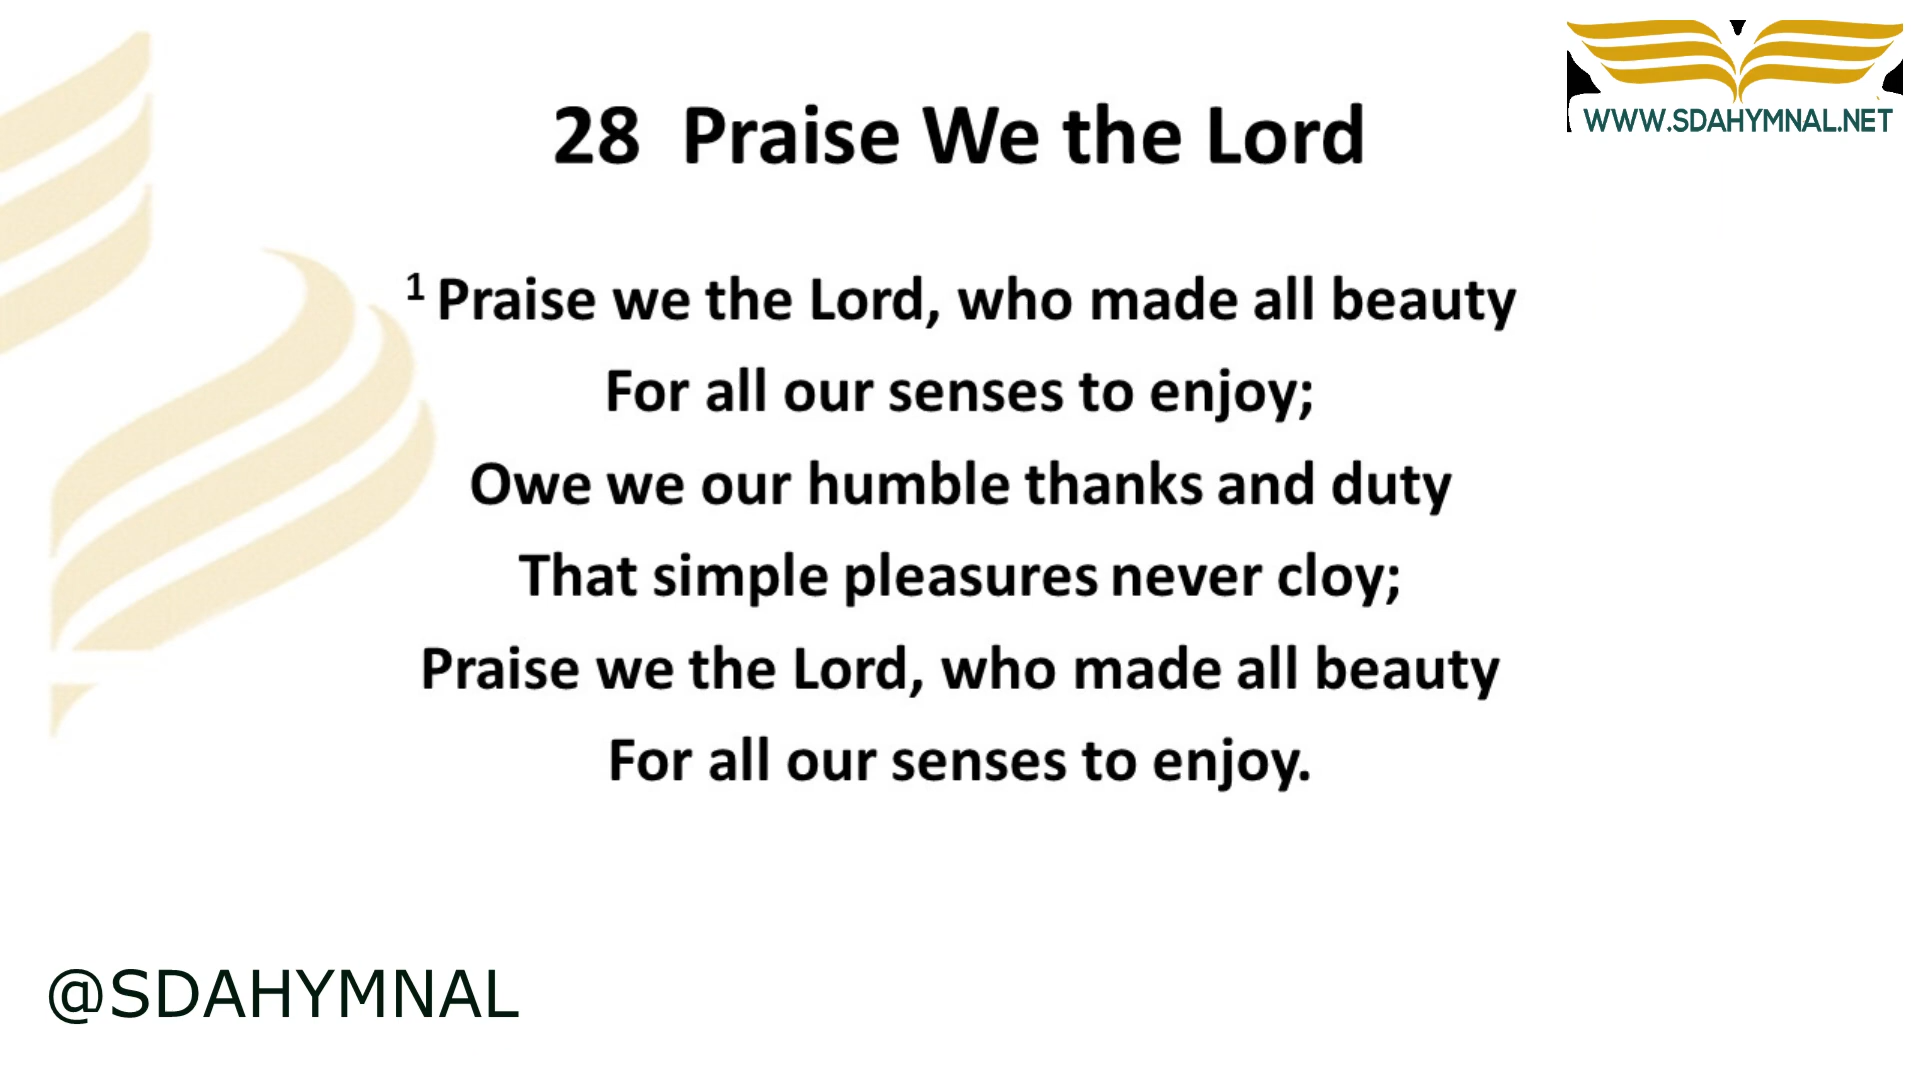 WWW.SDAHYMNAL.NET
28 Praise We the Lord
1 Praise we the Lord, who made all beauty
For all our senses to enjoy;
Owe we our humble thanks and duty
That simple pleasures never cloy;
Praise we the Lord, who made all beauty
For all our senses to enjoy.
@SDAHYMNAL